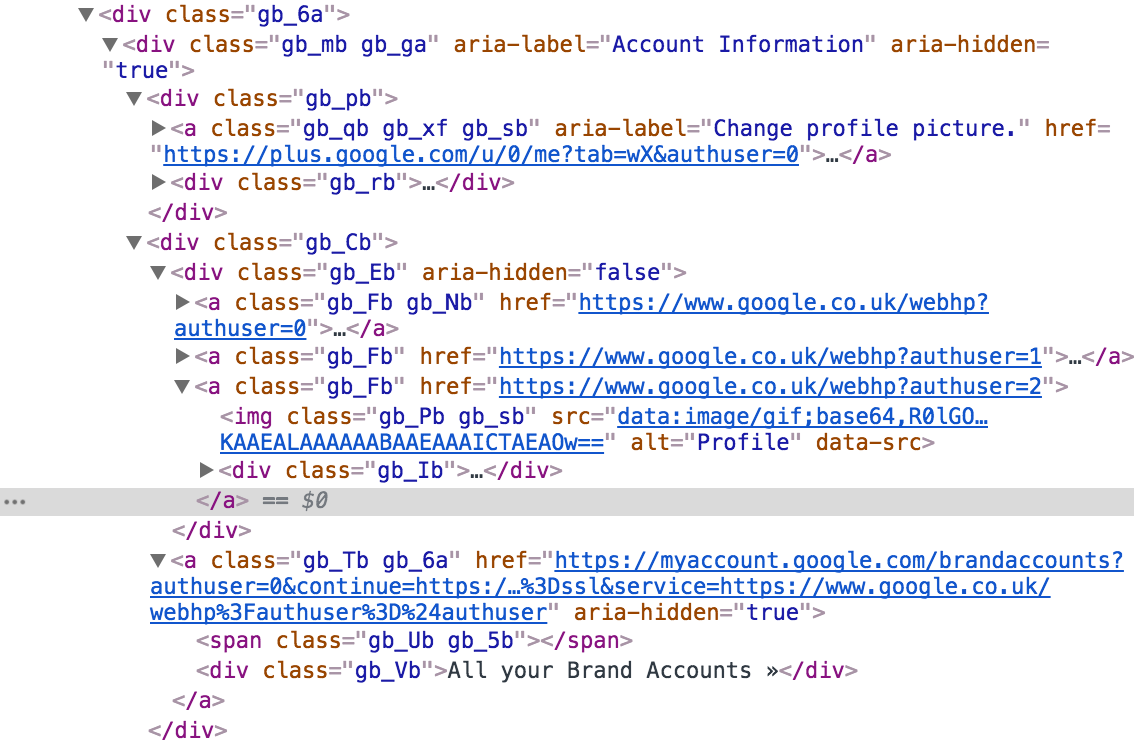 ▼<div class="gb_6a">
▼<div class="gb_mb gb_ga" aria-label="Account Information" aria-hidden=
"true">
▼<div class="gb_pb">
▶<a class="gb_qb gb_xf gb_sb" aria-label="Change profile picture." href=
"https://plus.google.com/u/0/me?tab=wX&authuser=0">…</a>
▶<div class="gb_rb">…</div>
</div>
▼<div class="gb_Cb">
▼<div class="gb_Eb" aria-hidden="false">
▶<a class="gb_Fb gb_Nb" href="https://www.google.co.uk/webhp?
authuser=0">…</a>
▶<a class="gb_Fb" href="https://www.google.co.uk/webhp?authuser=1">…</a>
▼<a class="gb_Fb" href="https://www.google.co.uk/webhp?authuser=2">
<img class="gb_Pb gb_sb" src="data:image/gif;base64,R0lGO…
KAAEALAAAAAABAAEAAAICTAEAOw==" alt="Profile" data-src>
▶<div class="gb_Ib">…</div>
… </a> == $0
</div>
▼<a class="gb_Tb gb_6a" href="https://myaccount.google.com/brandaccounts?
authuser=0&continue=https:/…%3Dssl&service=https://www.google.co.uk/
webhp%3Fauthuser%3D%24authuser" aria-hidden="true">
<span class="gb_Ub gb_5b"></span>
<div class="gb_Vb">All your Brand Accounts »</div>
</a>
</div>